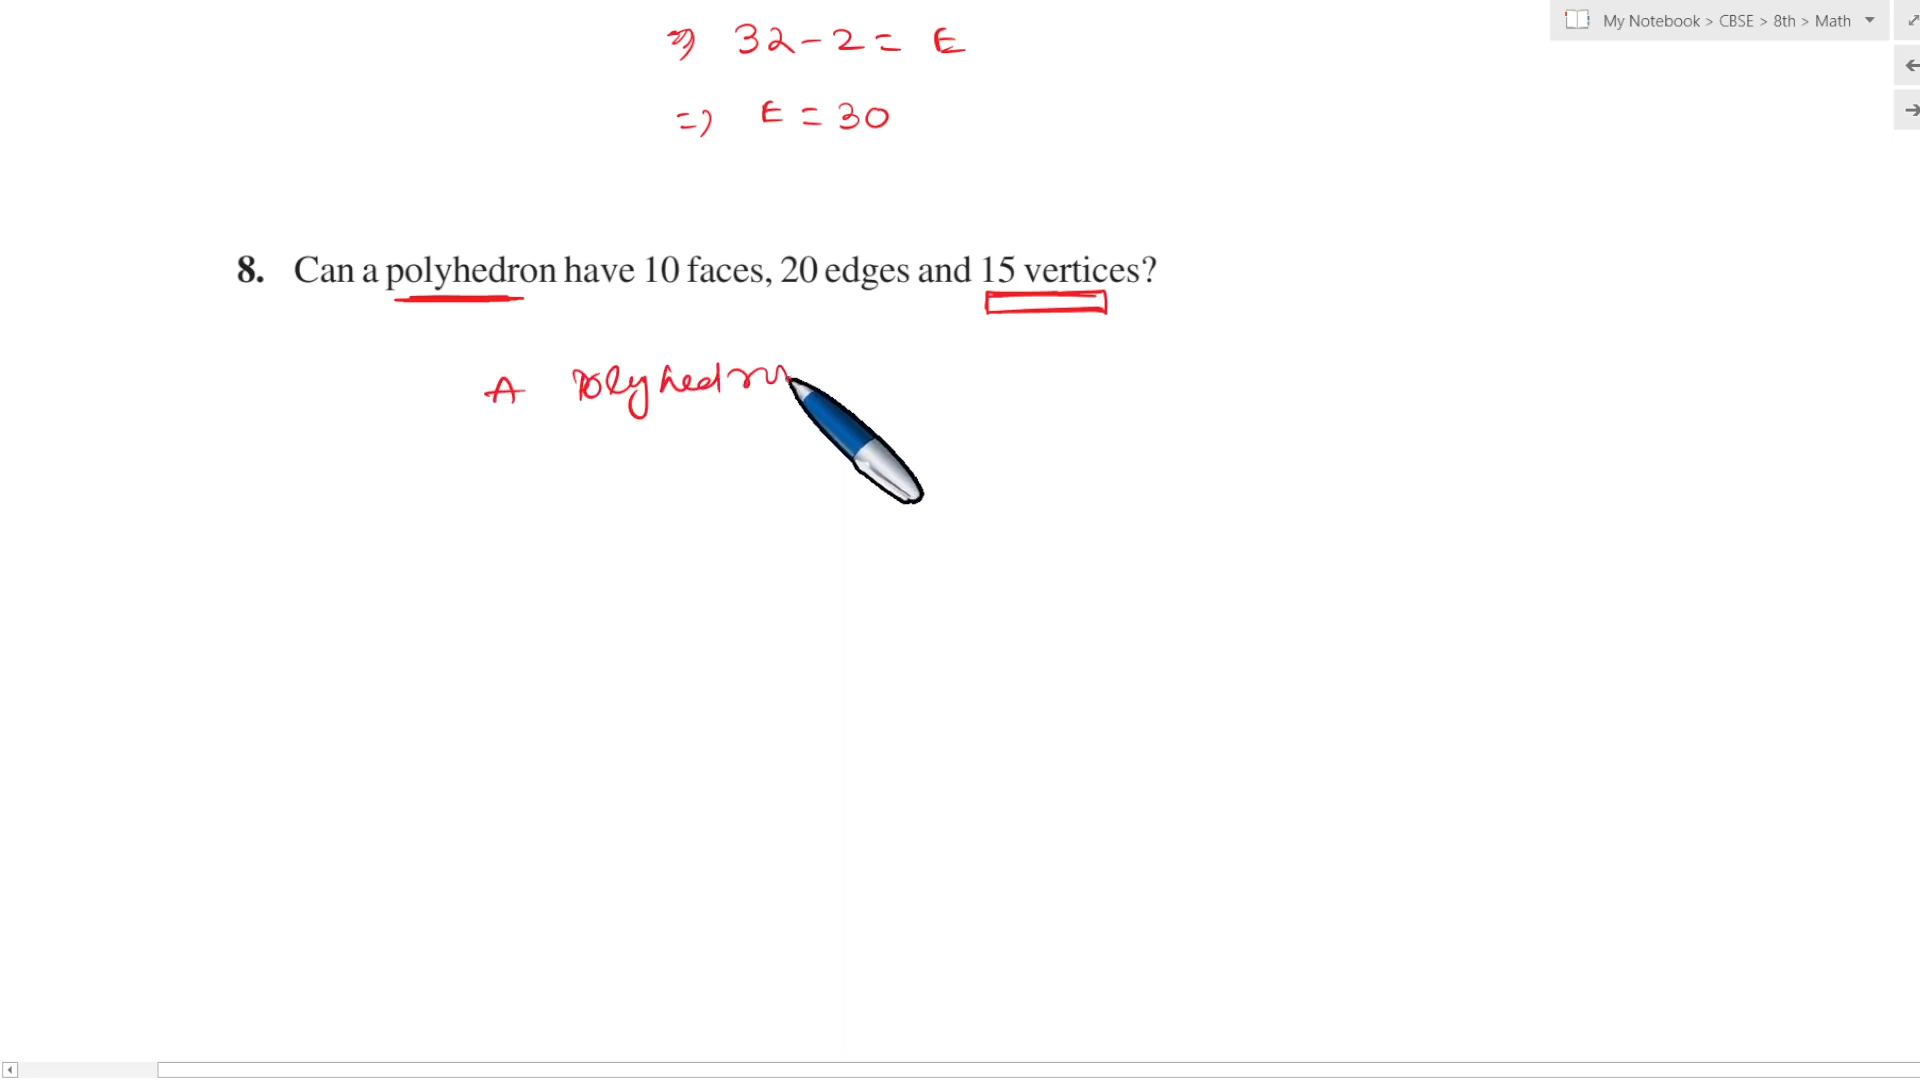 My Notebook > CBSE > 8th > Math
=> 32-2 = E
=> E = 30
8. Can a polyhedron have 10 faces, 20 edges and 15 vertices?
A